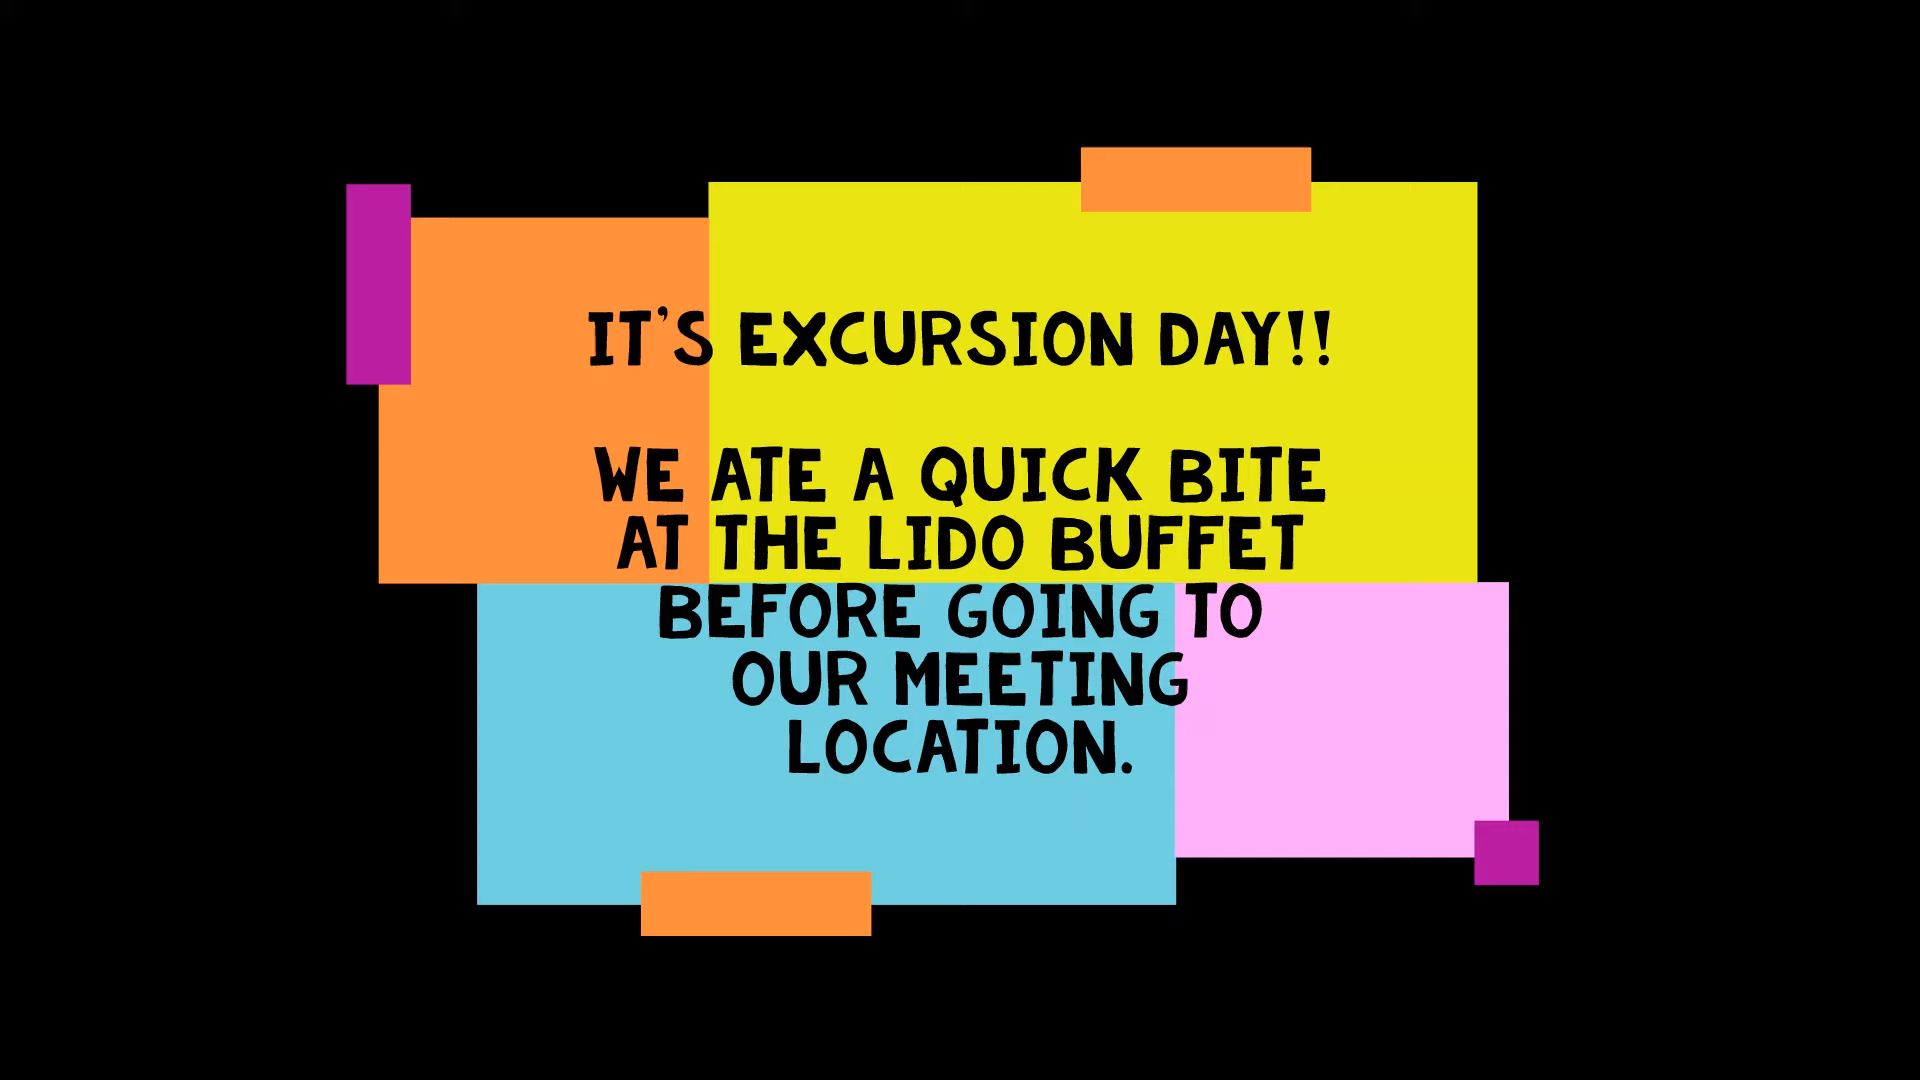 IT'S EXCURSION DAY!!
WE ATE A QUICK BITE
AT THE LIDO BUFFET
BEFORE GOING TO
OUR MEETING
LOCATION.